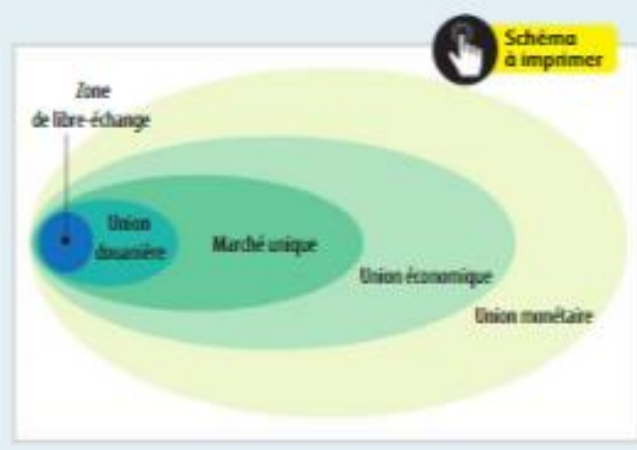 Schéma
à imprimer
Zone
de libre-échange
Union
douanière
Marché unique
Union économique
Union monétaire